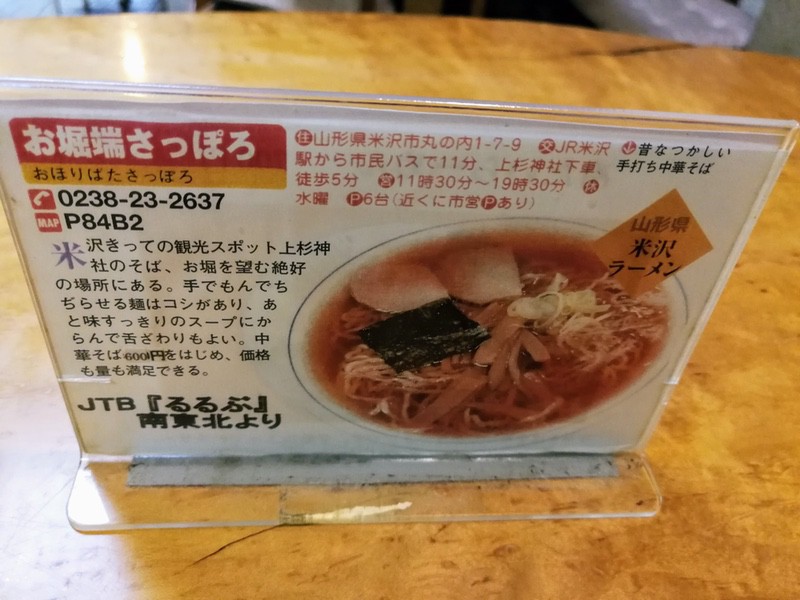 お堀端さっぽろ
おほりばたさっぽろ
0238-23-2637
MAP P84B2
住山形県米沢市丸の内1-7-9 交JR米沢
駅から市民バスで11分、上杉神社下車、
徒歩5分 営11時30分～19時30分 休
水曜 P6台(近くに市営Pあり)
昔なつかしい
手打ち中華そば
山形県
米沢
ラーメン
米沢きっての観光スポット上杉神
社のそば、お堀を望む絶好
の場所にある。手でもんでち
ぢらせる麺はコシがあり、あ
と味すっきりのスープにか
らんで舌ざわりもよい。中
華そば600円をはじめ、価格
も量も満足できる。
JTB『るるぶ』
南東北より